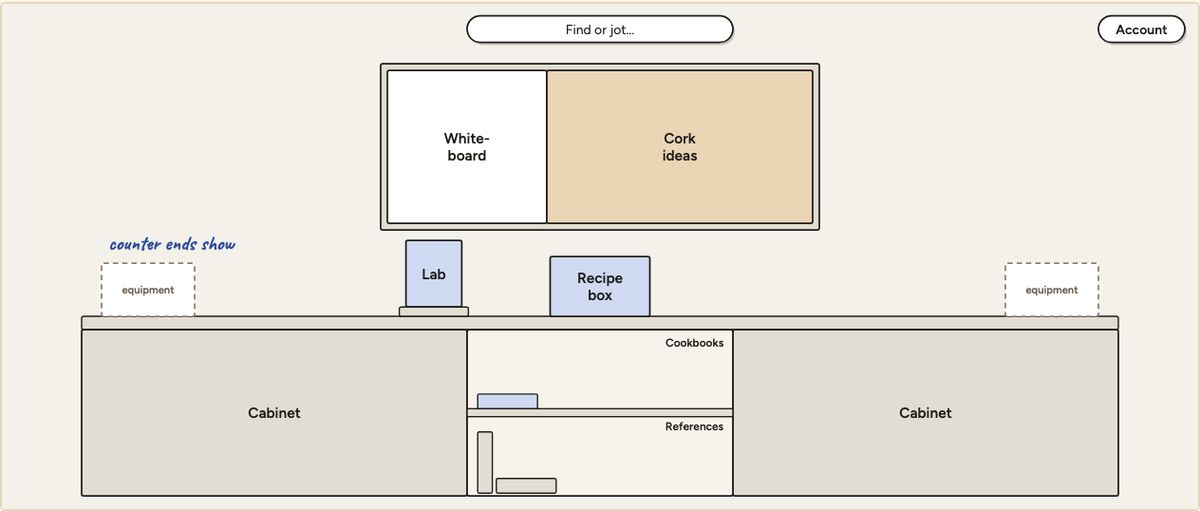 Find or jot...
Account
White-
board
Cork
ideas
counter ends show
equipment
Lab
Recipe
box
equipment
Cookbooks
Cabinet
Cabinet
References